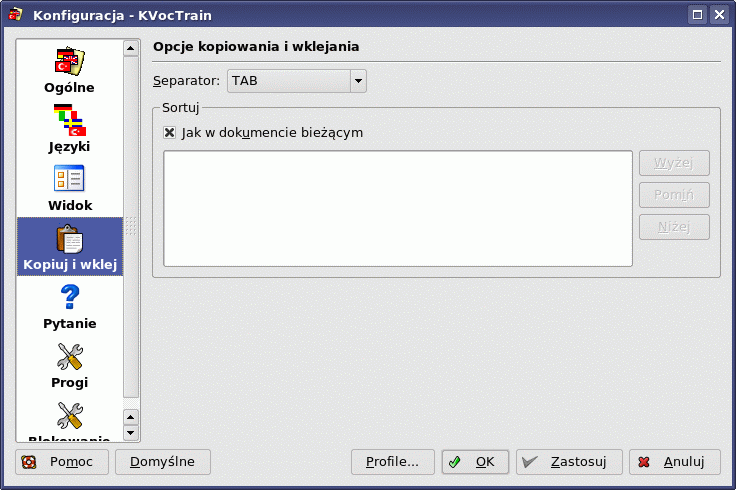 Konfiguracja - KVocTrain
Ogólne
Języki
Widok
Kopiuj i wklej
Pytanie
Progi
Blokowanie
Opcje kopiowania i wklejania
Separator: TAB
Sortuj
Jak w dokumencie bieżącym
Wyżej
Pomiń
Niżej
Pomoc
Domyślne
Profile...
OK
Zastosuj
Anuluj